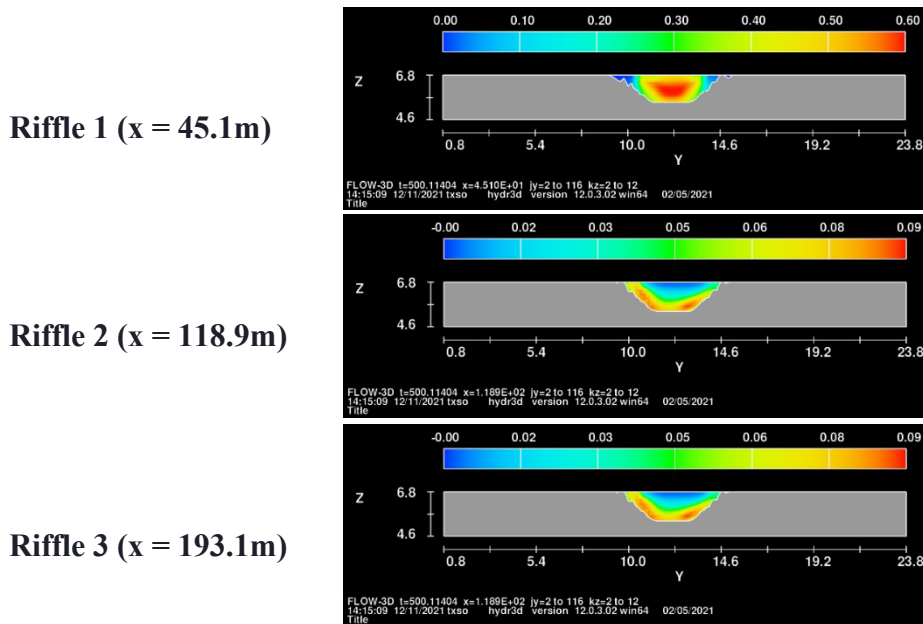 0.00 0.10 0.20 0.30 0.40 0.50 0.60
Z 6.8
4.6
0.8 5.4 10.0 14.6 19.2 23.8
Y
Riffle 1 (x = 45.1m)
FLOW-3D t=500.11404 x=4.510E+01 jy=2 to 116 kz=2 to 12
14:15:09 12/11/2021 txso hydr3d version 12.0.3.02 win64 02/05/2021
Title
-0.00 0.02 0.03 0.05 0.06 0.08 0.09
Z 6.8
4.6
0.8 5.4 10.0 14.6 19.2 23.8
Y
Riffle 2 (x = 118.9m)
FLOW-3D t=500.11404 x=1.189E+02 jy=2 to 116 kz=2 to 12
14:15:09 12/11/2021 txso hydr3d version 12.0.3.02 win64 02/05/2021
Title
-0.00 0.02 0.03 0.05 0.06 0.08 0.09
Z 6.8
4.6
0.8 5.4 10.0 14.6 19.2 23.8
Y
Riffle 3 (x = 193.1m)
FLOW-3D t=500.11404 x=1.189E+02 jy=2 to 116 kz=2 to 12
14:15:09 12/11/2021 txso hydr3d version 12.0.3.02 win64 02/05/2021
Title